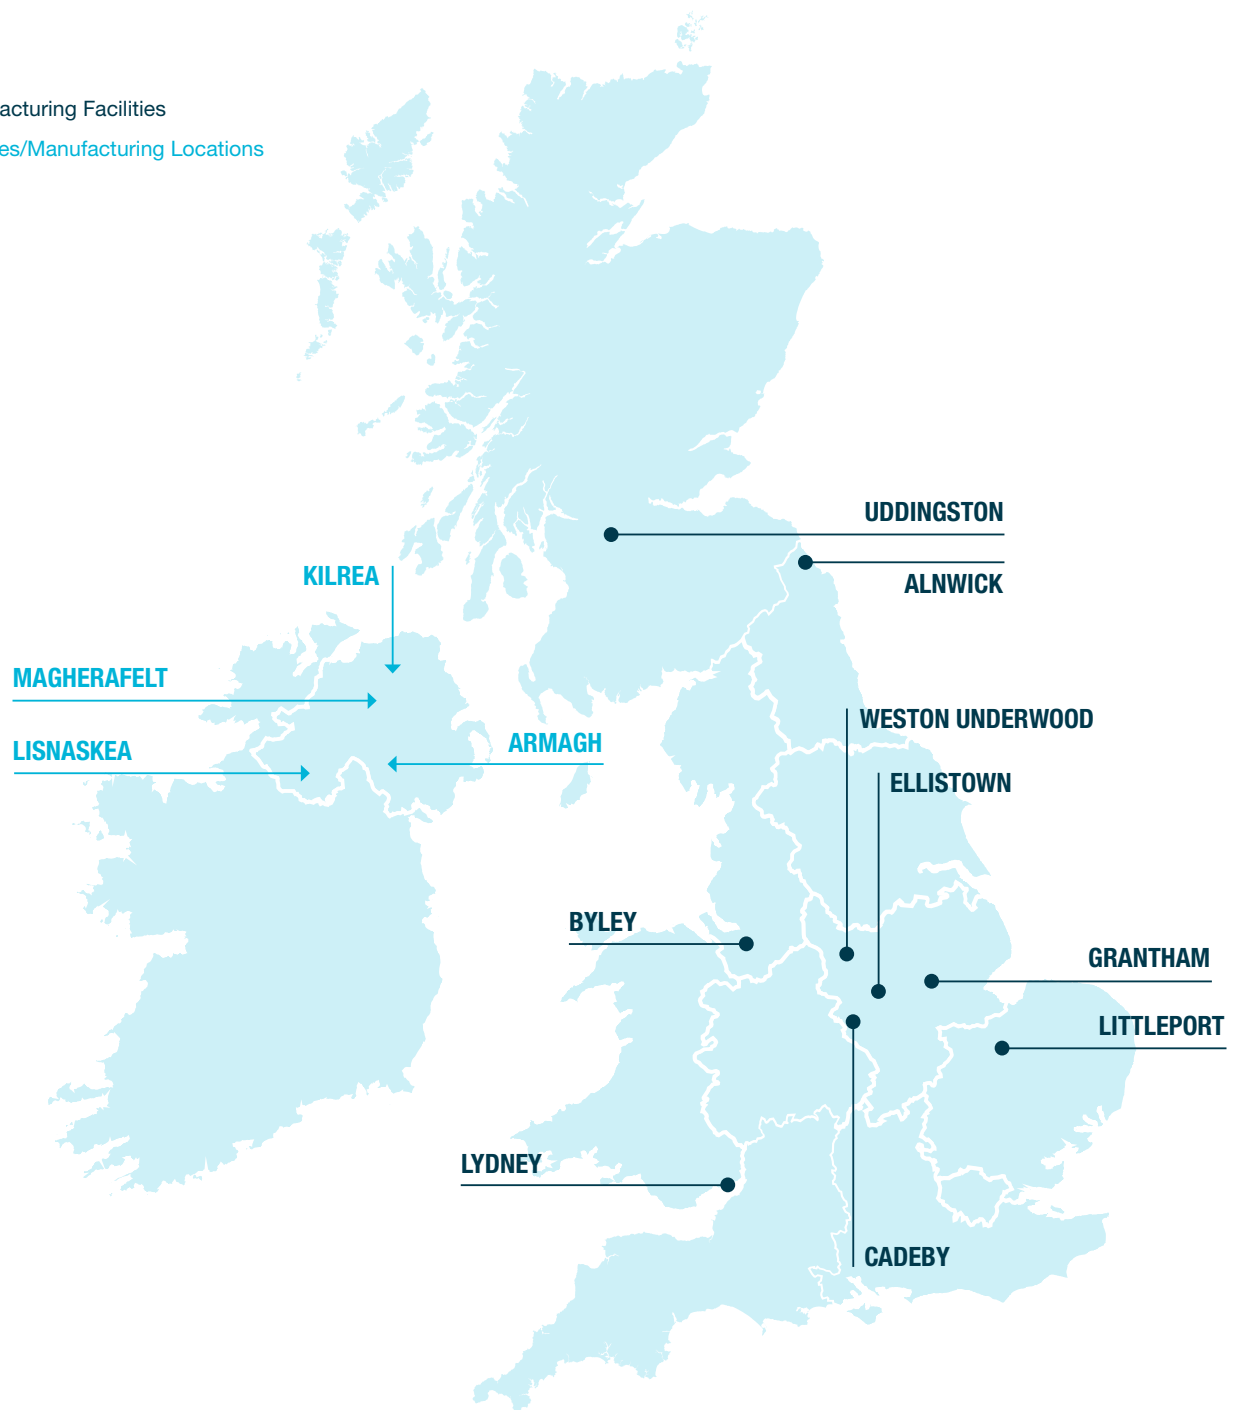 acturing Facilities
es/Manufacturing Locations
UDDINGSTON
ALNWICK
KILREA
MAGHERAFELT
LISNASKEA
ARMAGH
WESTON UNDERWOOD
ELLISTOWN
BYLEY
GRANTHAM
LITTLEPORT
LYDNEY
CADEBY